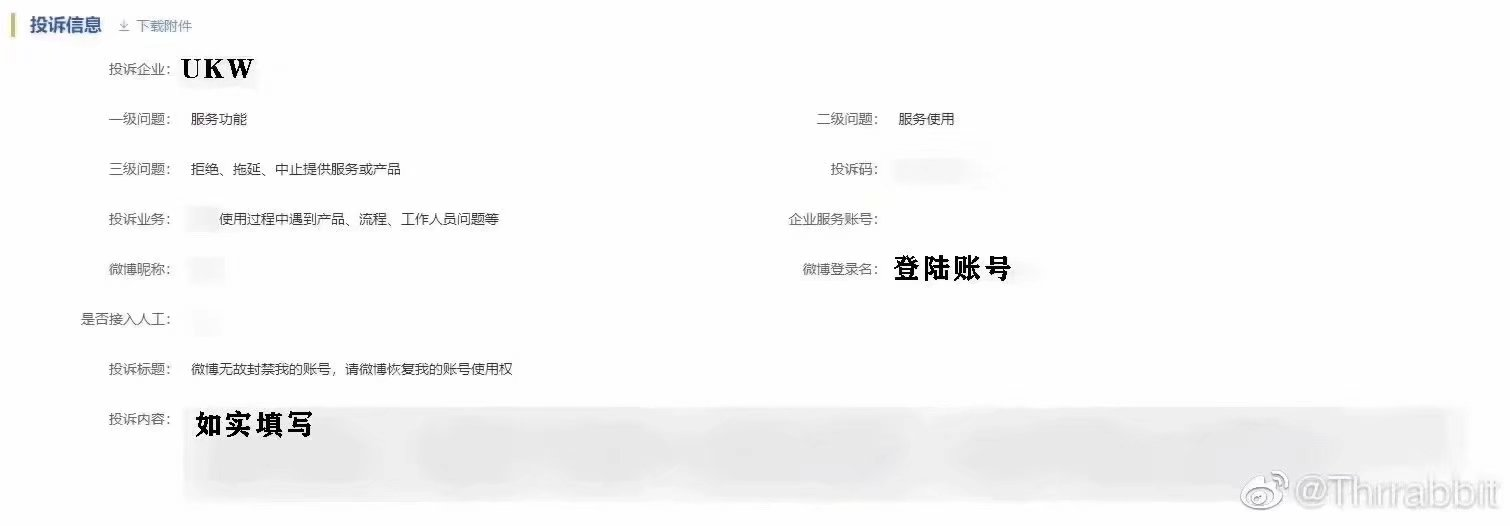 投诉信息 下载附件
投诉企业： UKW
一级问题： 服务功能 二级问题： 服务使用
三级问题： 拒绝、拖延、中止提供服务或产品 投诉码：
投诉业务： 使用过程中遇到产品、流程、工作人员问题等 企业服务账号：
微博昵称： 微博登录名： 登陆账号
是否接入人工：
投诉标题： 微博无故封禁我的账号，请微博恢复我的账号使用权
投诉内容： 如实填写
@Thrrabbit